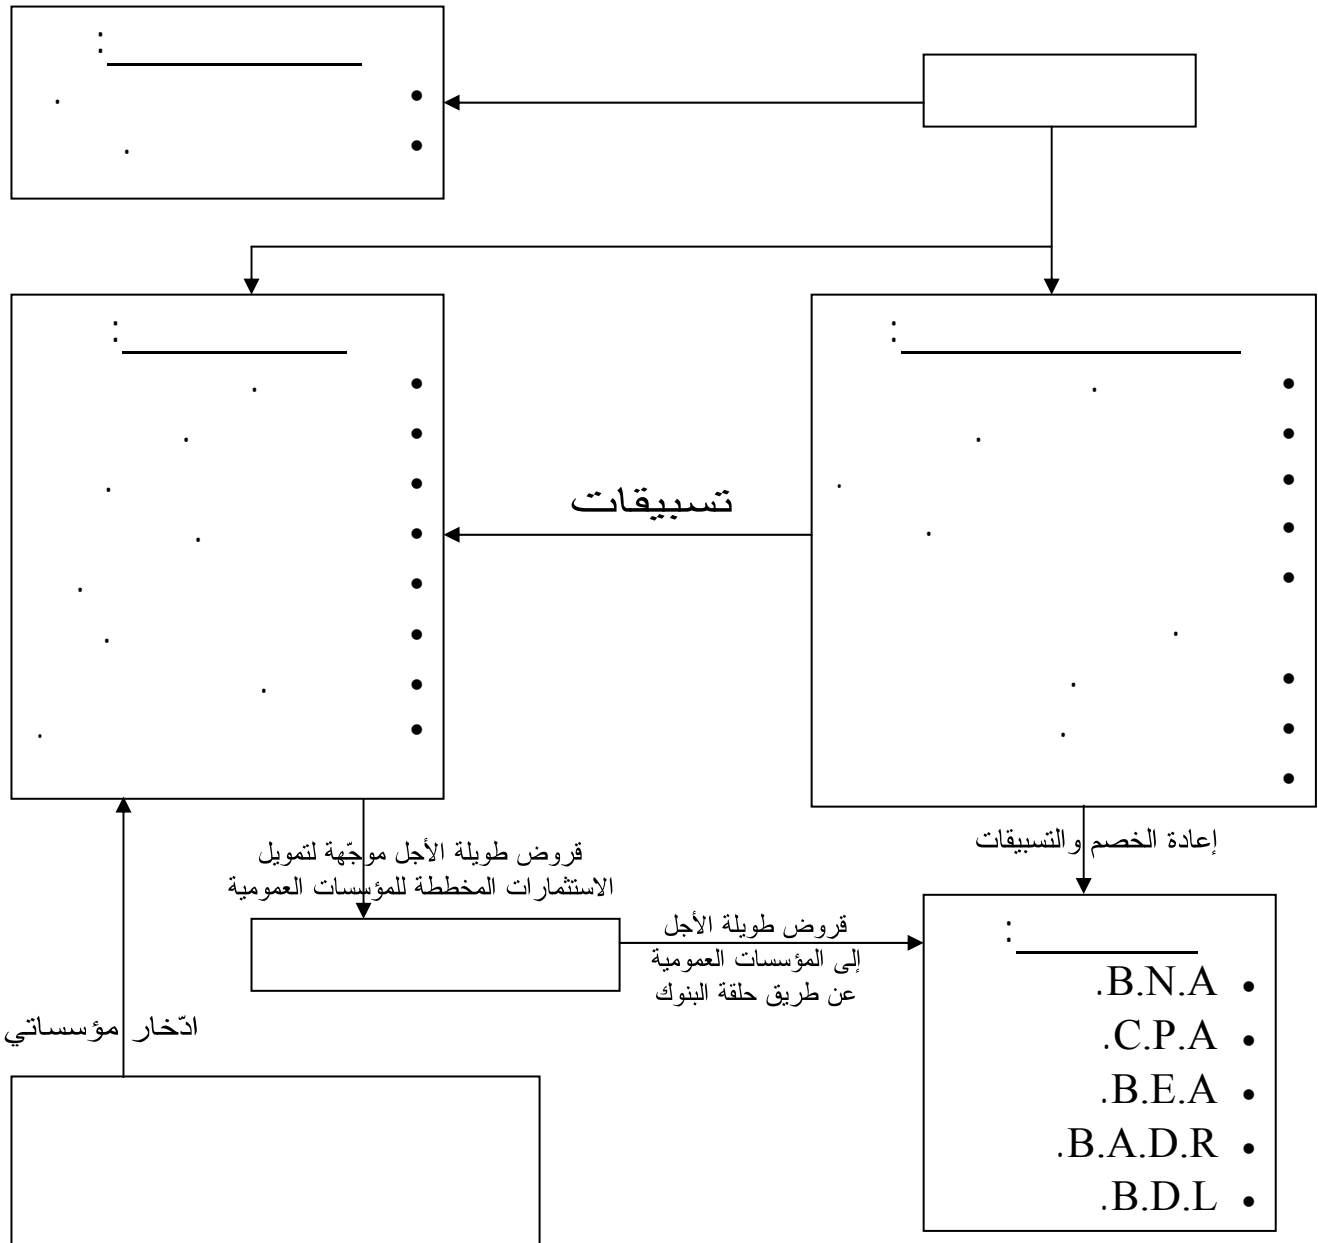 تسبيقات
إعادة الخصم والتسبيقات
قروض طويلة الأجل موجّهة لتمويل
الاستثمارات المخططة للمؤسسات العمومية
قروض طويلة الأجل
إلى المؤسسات العمومية
عن طريق حلقة البنوك
• B.N.A.
• C.P.A.
• B.E.A.
• B.A.D.R.
• B.D.L.
ادّخار مؤسساتي